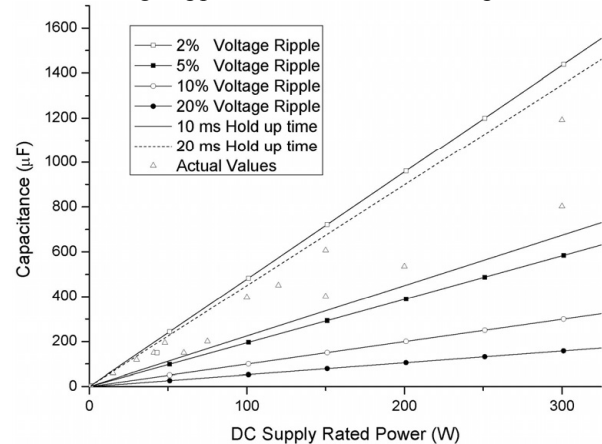 1600
1400
1200
1000
800
600
400
200
0
Capacitance (µF)
2% Voltage Ripple
5% Voltage Ripple
10% Voltage Ripple
20% Voltage Ripple
10 ms Hold up time
20 ms Hold up time
Actual Values
0 100 200 300
DC Supply Rated Power (W)